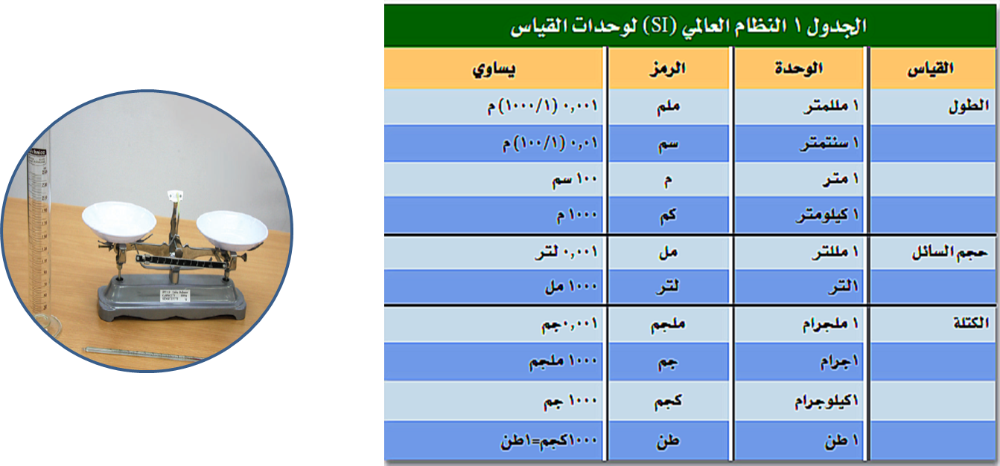 الجدول ١ النظام العالمي (SI) لوحدات القياس
القياس الوحدة الرمز يساوي
الطول ١ مللمتر ملم ٠,٠٠١ (١/١٠٠٠) م
١ سنتمتر سم ٠,٠١ (١/١٠٠) م
١ متر م ١٠٠ سم
١ كيلومتر كم ١٠٠٠ م
حجم السائل ١ مللتر مل ٠,٠٠١ لتر
١لتر لتر ١٠٠٠ مل
الكتلة ١ ملجرام ملجم ٠,٠٠١جم
١جرام جم ١٠٠٠ ملجم
١كيلوجرام كجم ١٠٠٠ جم
١ طن طن ١٠٠٠كجم=١طن